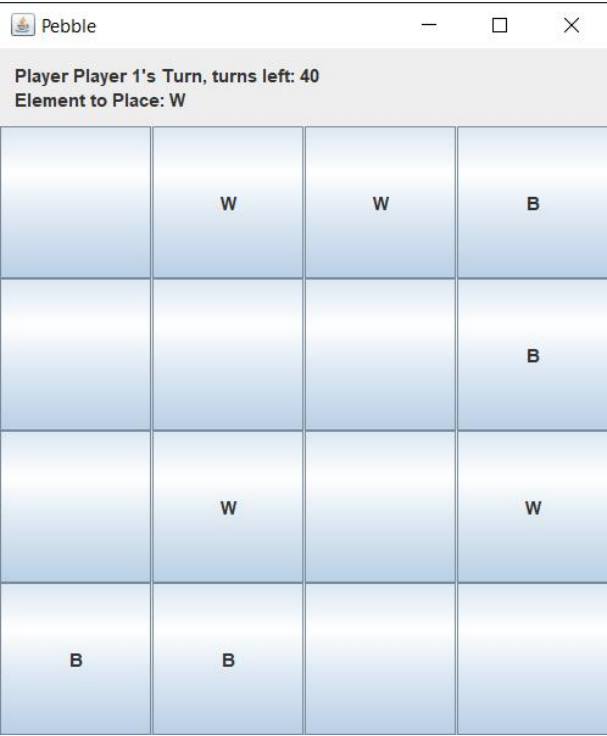 Pebble
Player Player 1's Turn, turns left: 40
Element to Place: W
W W B
B
W W
B B